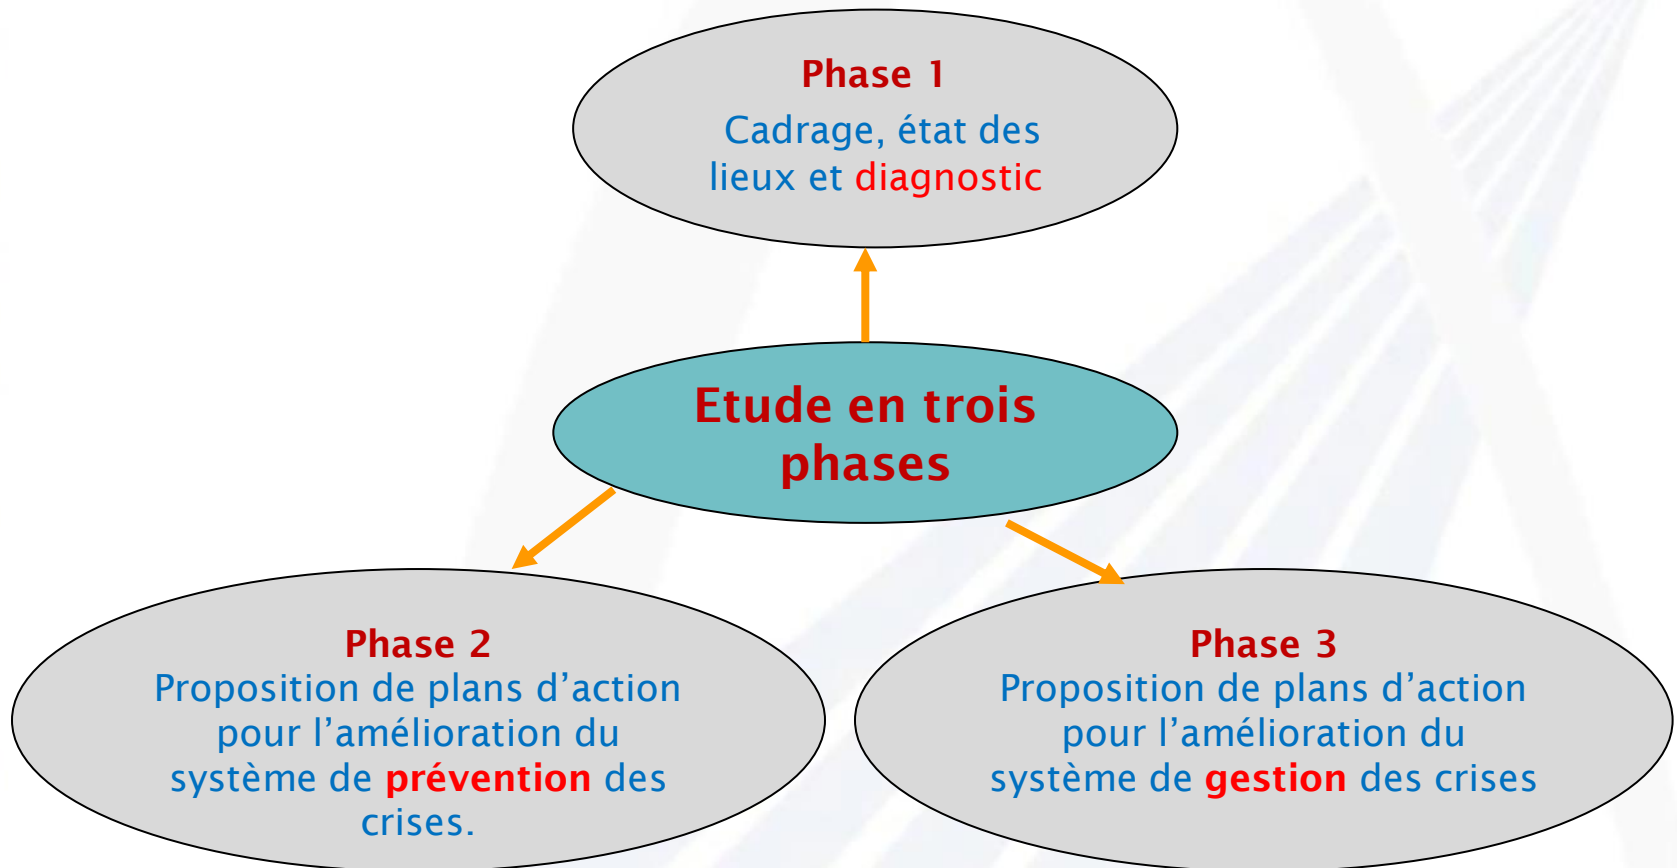 Phase 1
Cadrage, état des
lieux et diagnostic
Etude en trois
phases
Phase 2
Proposition de plans d’action
pour l’amélioration du
système de prévention des
crises.
Phase 3
Proposition de plans d’action
pour l’amélioration du
système de gestion des crises